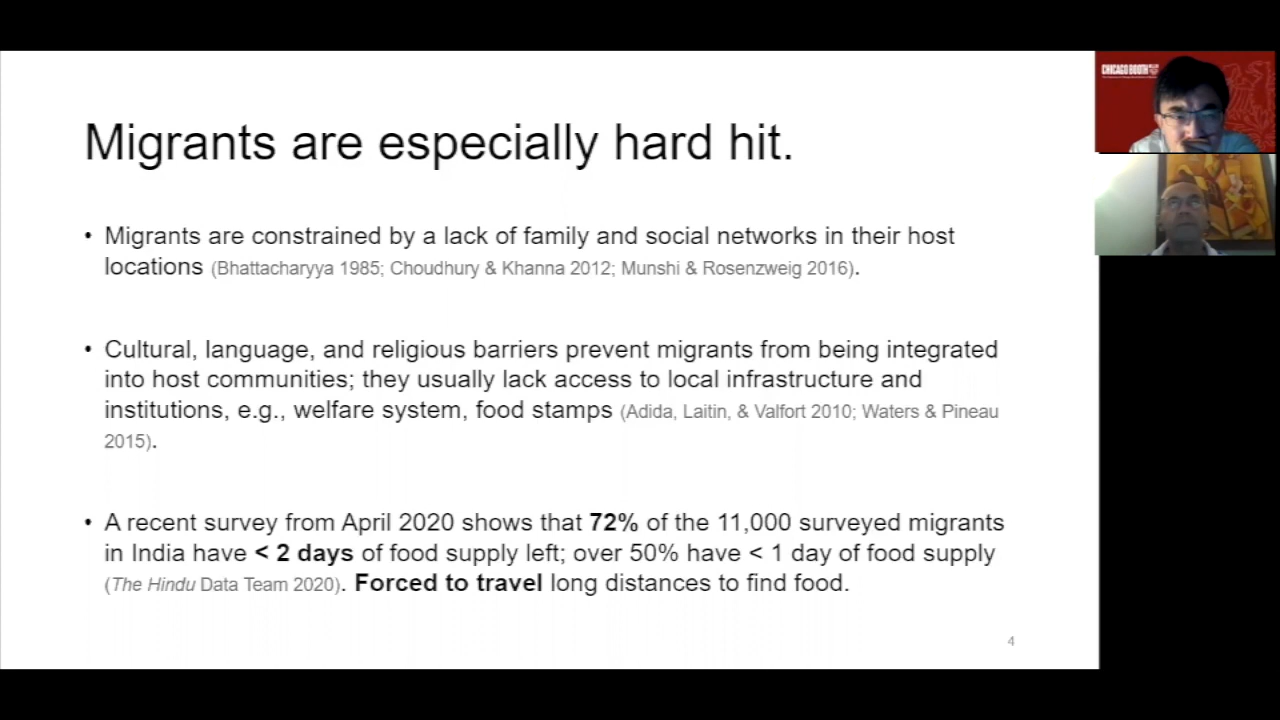 Migrants are especially hard hit.
• Migrants are constrained by a lack of family and social networks in their host
locations (Bhattacharyya 1985; Choudhury & Khanna 2012; Munshi & Rosenzweig 2016).
• Cultural, language, and religious barriers prevent migrants from being integrated
into host communities; they usually lack access to local infrastructure and
institutions, e.g., welfare system, food stamps (Adida, Laitin, & Valfort 2010; Waters & Pineau
2015).
• A recent survey from April 2020 shows that 72% of the 11,000 surveyed migrants
in India have < 2 days of food supply left; over 50% have < 1 day of food supply
(The Hindu Data Team 2020). Forced to travel long distances to find food.
4
CHICAGO BOOTH